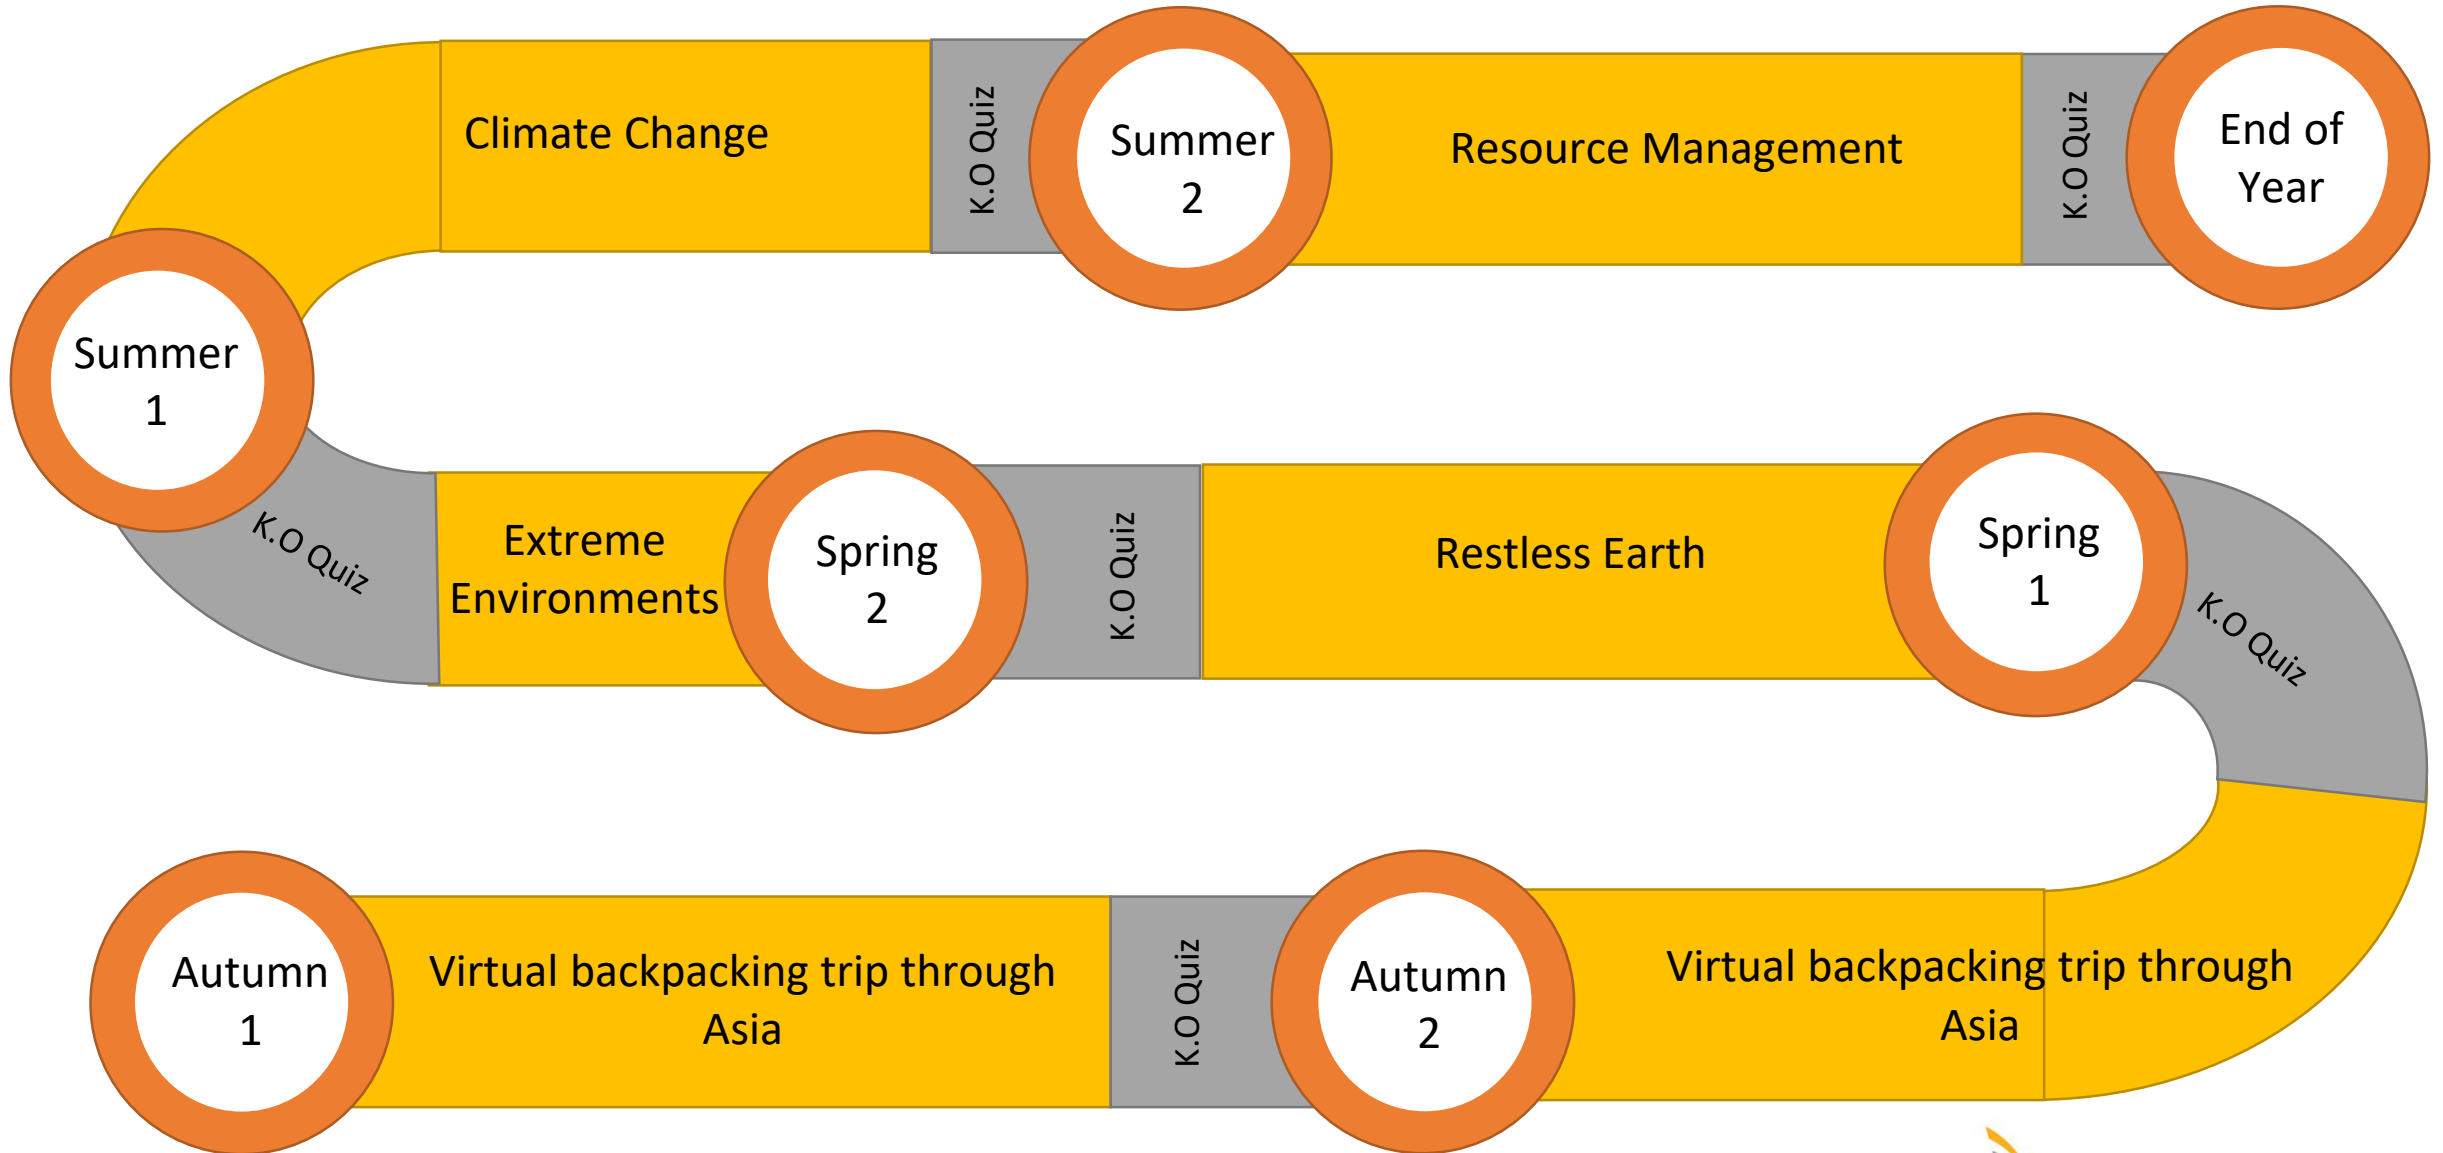 Climate Change
K.O Quiz
Summer
2
Resource Management
K.O Quiz
End of
Year
Summer
1
K.O Quiz
Extreme
Environments
Spring
2
K.O Quiz
Restless Earth
Spring
1
K.O Quiz
Autumn
1
Virtual backpacking trip through
Asia
K.O Quiz
Autumn
2
Virtual backpacking trip through
Asia